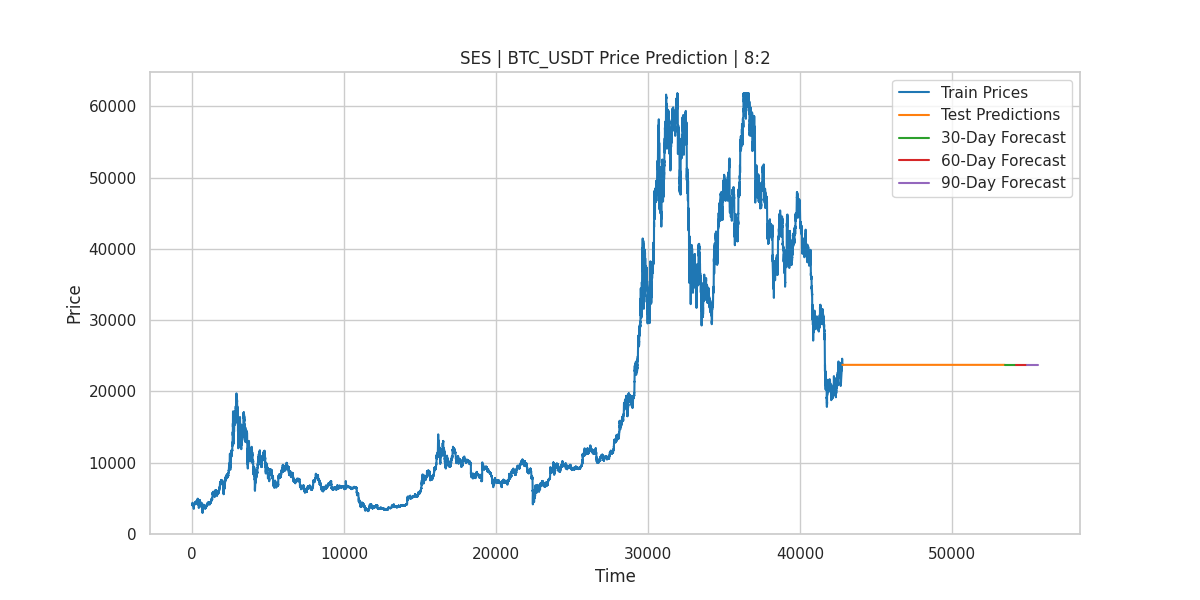 SES | BTC_USDT Price Prediction | 8:2
Train Prices
Test Predictions
30-Day Forecast
60-Day Forecast
90-Day Forecast
Price
60000
50000
40000
30000
20000
10000
0
0 10000 20000 30000 40000 50000
Time